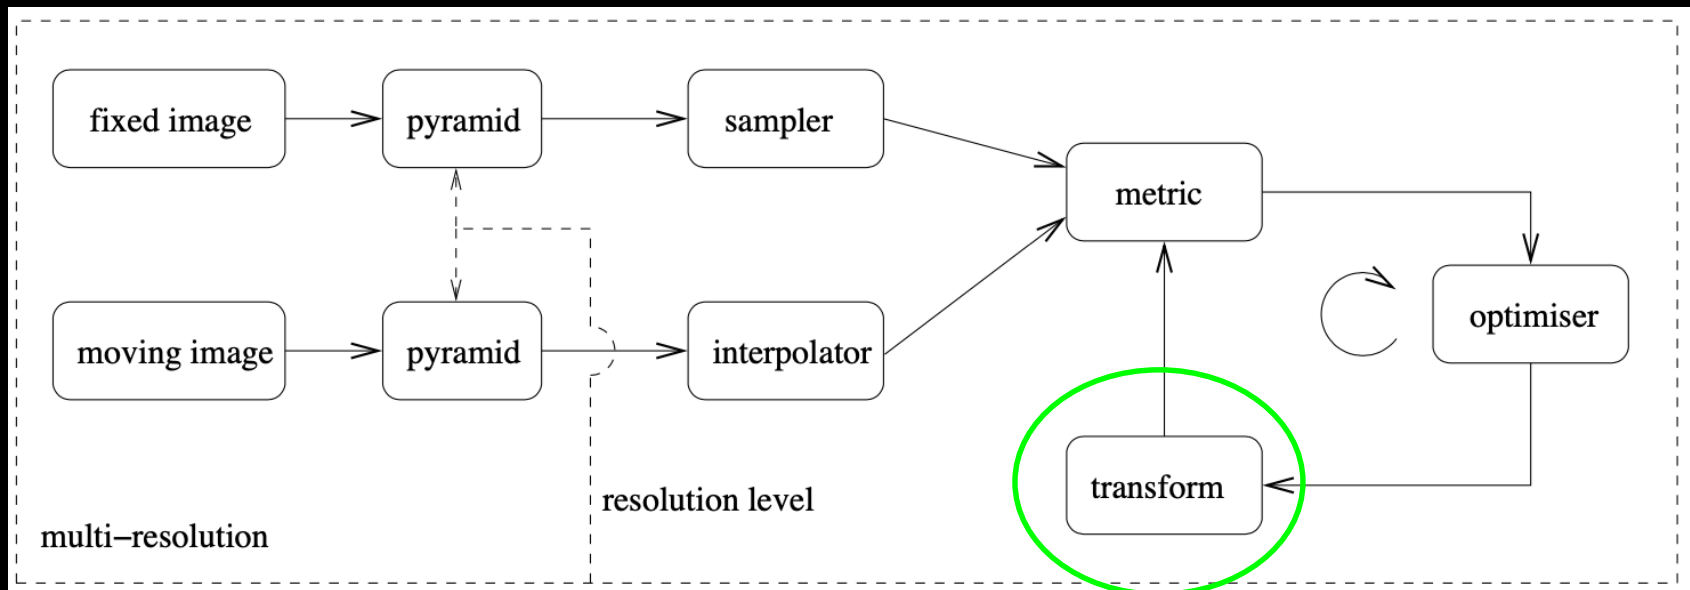 fixed image
pyramid
sampler
metric
moving image
pyramid
interpolator
optimiser
transform
resolution level
multi−resolution